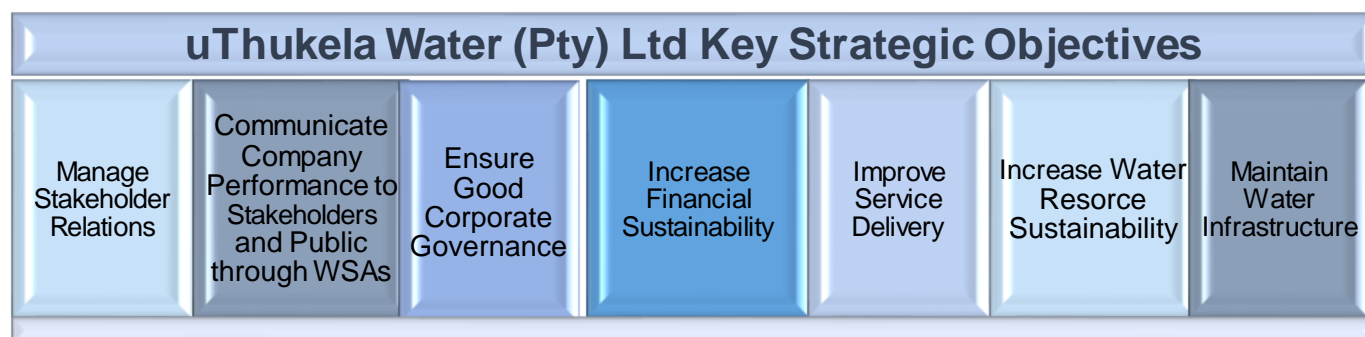 uThukela Water (Pty) Ltd Key Strategic Objectives
Manage
Stakeholder
Relations
Communicate
Company
Performance to
Stakeholders
and Public
through WSAs
Ensure
Good
Corporate
Governance
Increase
Financial
Sustainability
Improve
Service
Delivery
Increase Water
Resorce
Sustainability
Maintain
Water
Infrastructure